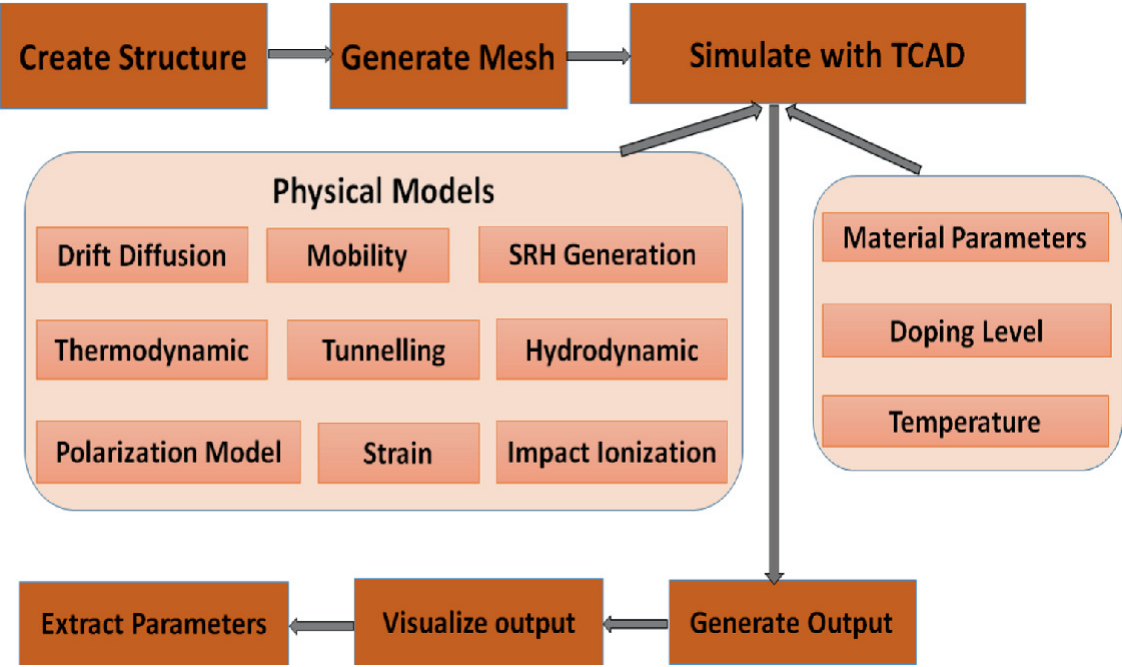 Create Structure
Generate Mesh
Simulate with TCAD
Physical Models
Drift Diffusion
Mobility
SRH Generation
Thermodynamic
Tunnelling
Hydrodynamic
Polarization Model
Strain
Impact Ionization
Material Parameters
Doping Level
Temperature
Generate Output
Visualize output
Extract Parameters